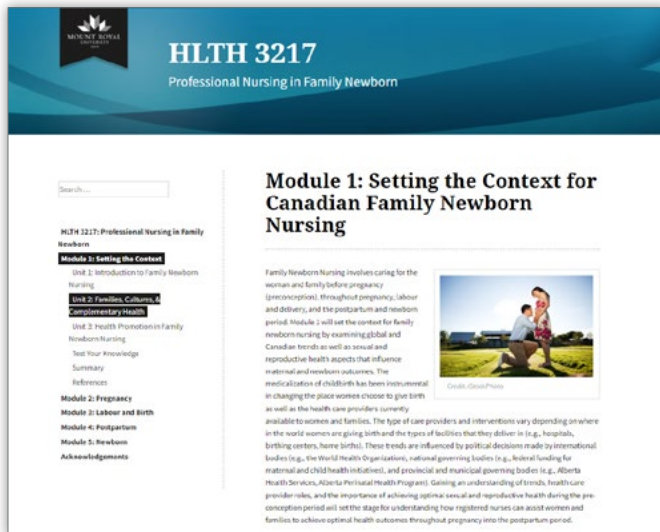 MOUNT ROYAL
UNIVERSITY
HLTH 3217
Professional Nursing in Family Newborn
Search ...
HLTH 3217: Professional Nursing in Family
Newborn
Module 1: Setting the Context
Unit 1: Introduction to Family Newborn
Nursing
Unit 2: Families, Cultures, &
Complementary Health
Unit 3: Health Promotion in Family
Newborn Nursing
Test Your Knowledge
Summary
References
Module 2: Pregnancy
Module 3: Labour and Birth
Module 4: Postpartum
Module 5: Newborn
Acknowledgements
Module 1: Setting the Context for
Canadian Family Newborn
Nursing
Family Newborn Nursing involves caring for the
woman and family before pregnancy
(preconception), throughout pregnancy, labour
and delivery, and the postpartum and newborn
period. Module 1 will set the context for family
newborn nursing by examining global and
Canadian trends as well as sexual and
reproductive health aspects that influence
maternal and newborn outcomes. The
medicalization of childbirth has been instrumental
in changing the place women choose to give birth
as well as the health care providers currently
available to women and families. The type of care providers and interventions vary depending on where
in the world women are giving birth and the types of facilities that they deliver in (e.g., hospitals,
birthing centers, home births). These trends are influenced by political decisions made by international
bodies (e.g., the World Health Organization), national governing bodies (e.g., federal funding for
maternal and child health initiatives), and provincial and municipal governing bodies (e.g., Alberta
Health Services, Alberta Perinatal Health Program). Gaining an understanding of trends, health care
provider roles, and the importance of achieving optimal sexual and reproductive health during the pre-
conception period will set the stage for understanding how registered nurses can assist women and
families to achieve optimal health outcomes throughout pregnancy into the postpartum period.
Credit: iStockPhoto